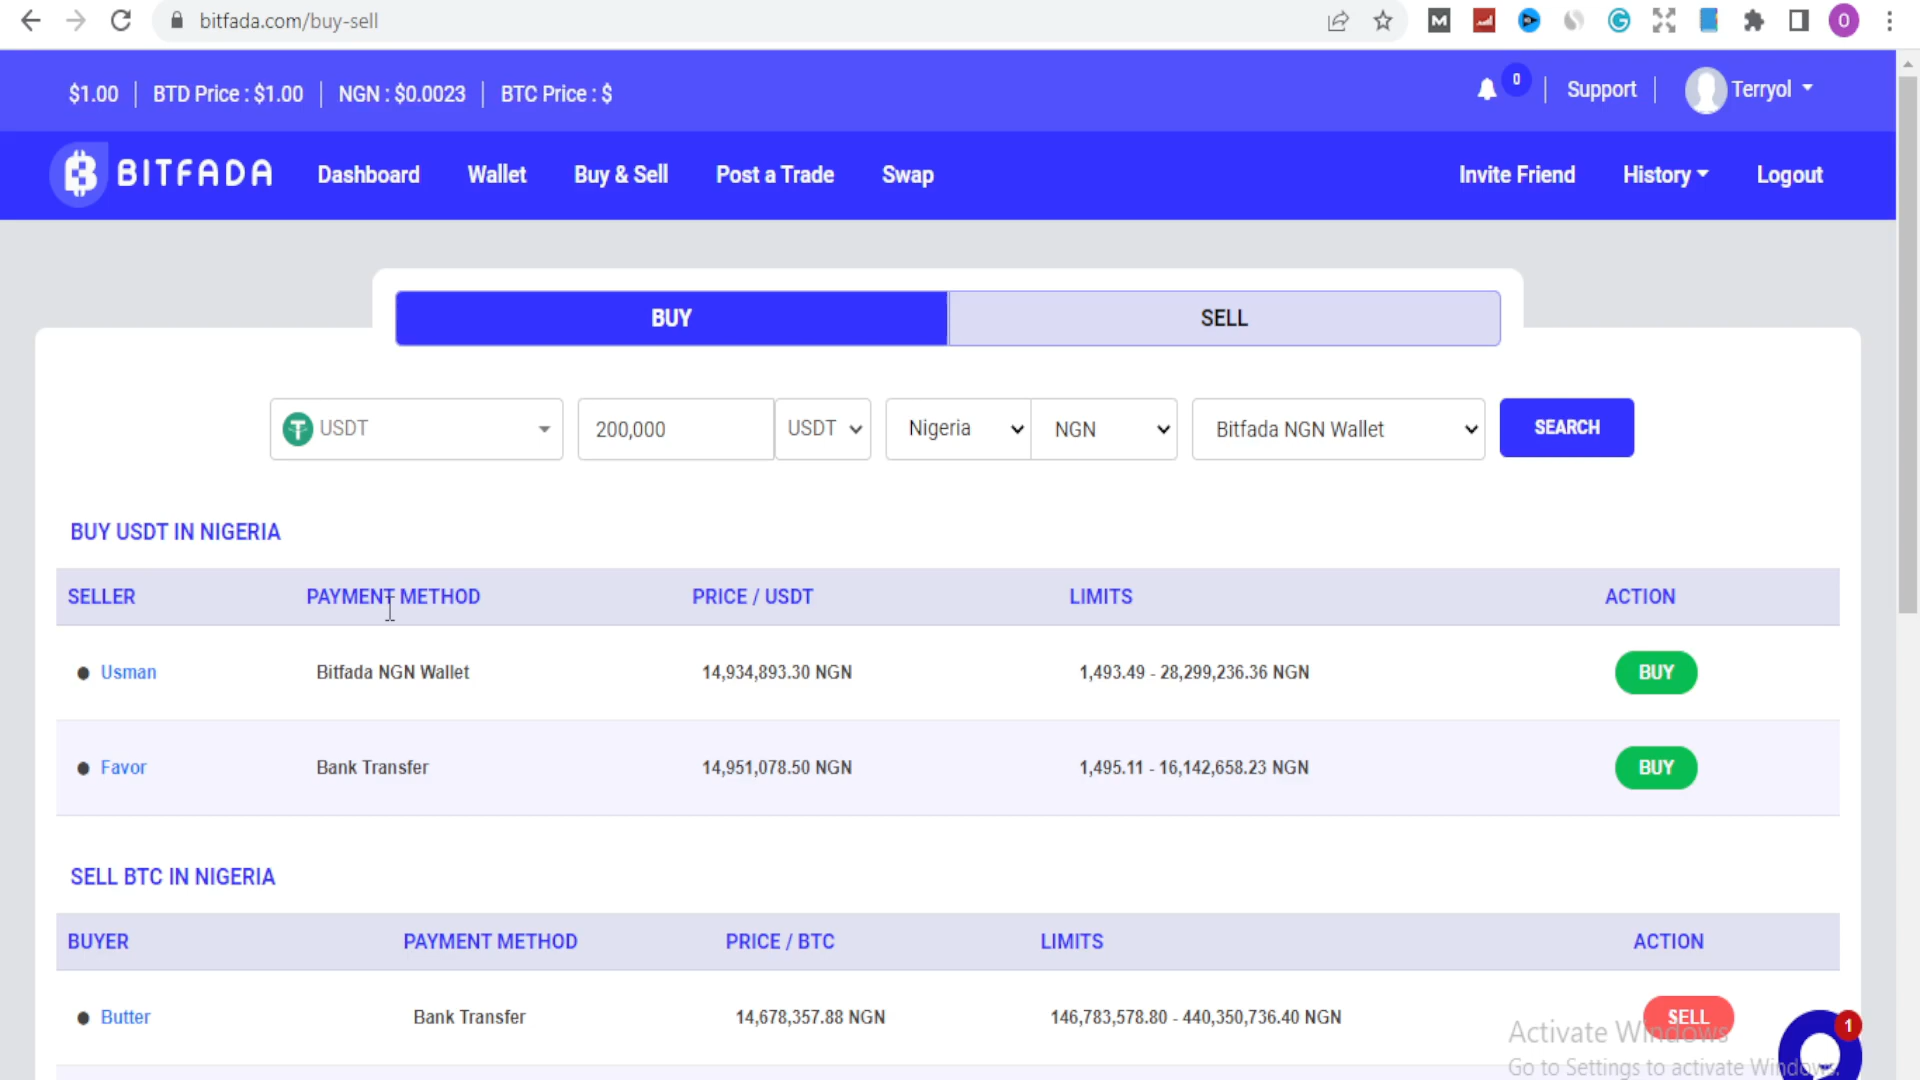 bitfada.com/buy-sell
$1.00 | BTD Price : $1.00 | NGN : $0.0023 | BTC Price : $
0 | Support | Terryol
BITFADA Dashboard Wallet Buy & Sell Post a Trade Swap Invite Friend History Logout
BUY SELL
USDT 200,000 USDT Nigeria NGN Bitfada NGN Wallet SEARCH
BUY USDT IN NIGERIA
SELLER PAYMENT METHOD PRICE / USDT LIMITS ACTION
Usman Bitfada NGN Wallet 14,934,893.30 NGN 1,493.49 - 28,299,236.36 NGN BUY
Favor Bank Transfer 14,951,078.50 NGN 1,495.11 - 16,142,658.23 NGN BUY
SELL BTC IN NIGERIA
BUYER PAYMENT METHOD PRICE / BTC LIMITS ACTION
Butter Bank Transfer 14,678,357.88 NGN 146,783,578.80 - 440,350,736.40 NGN SELL
1
Activate Windows
Go to Settings to activate Windows.